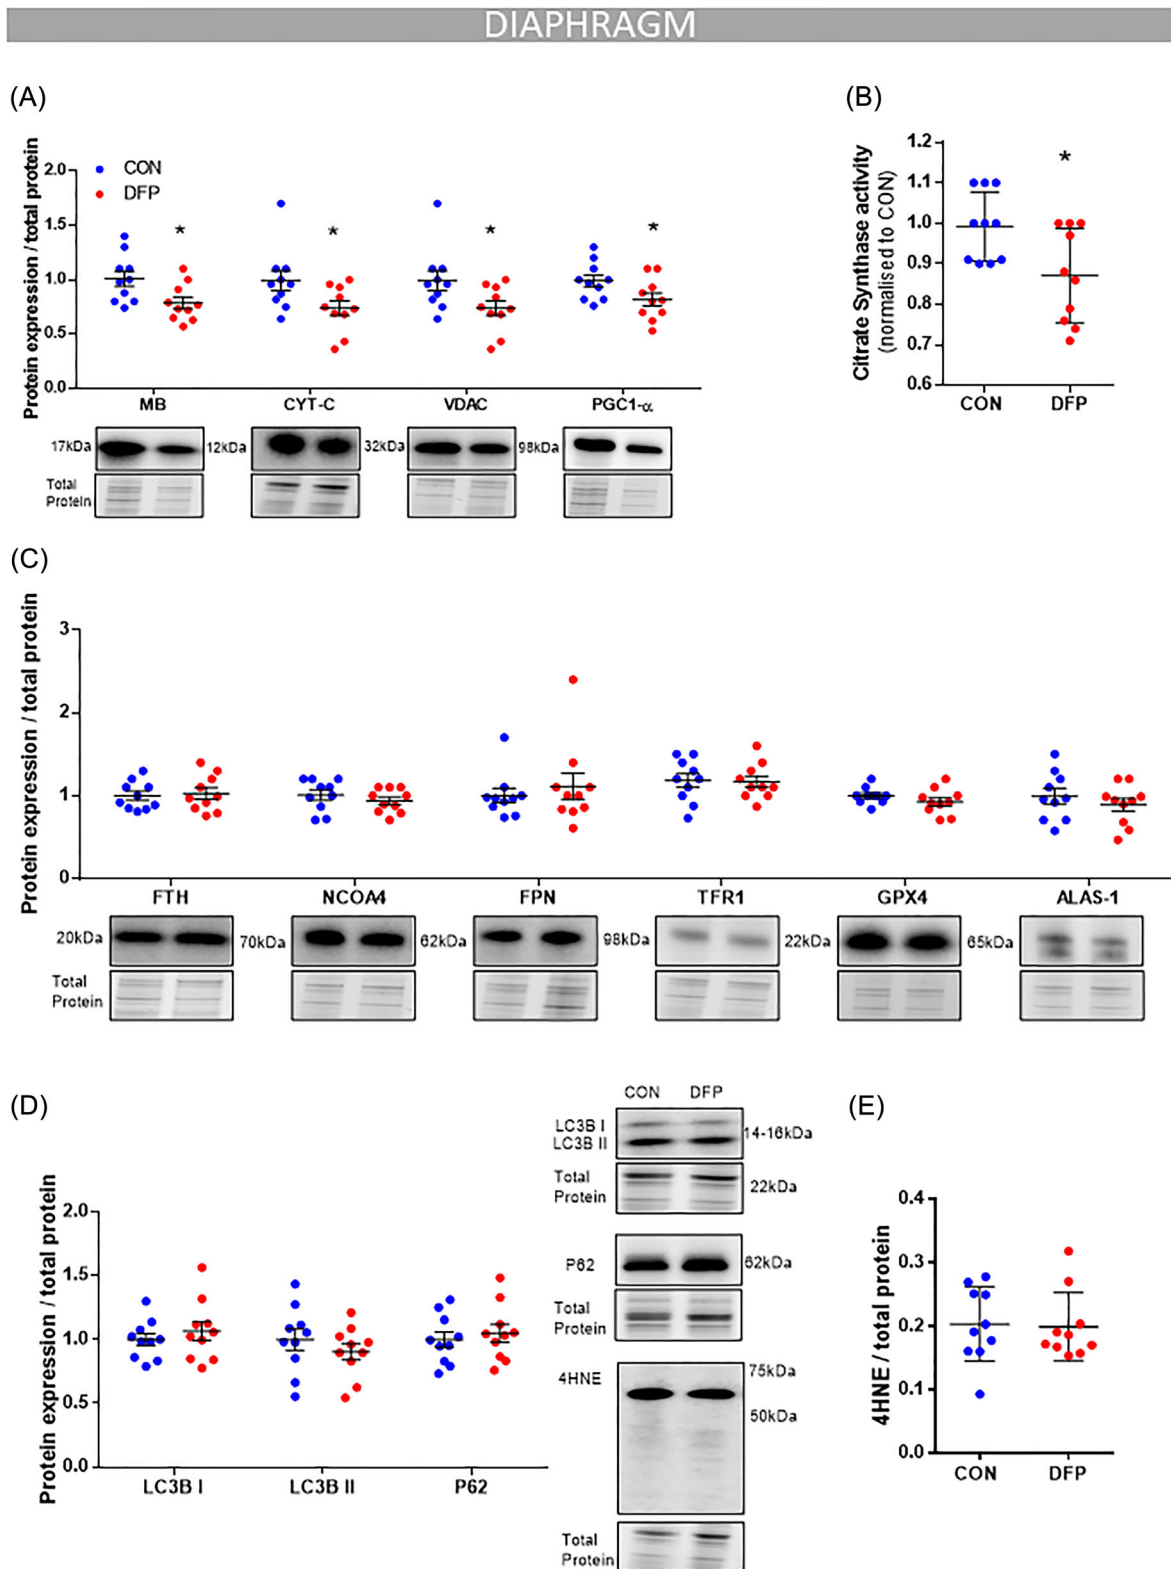 DIAPHRAGM
(A)
Protein expression / total protein
2.0
1.5
1.0
0.5
0.0
CON
DFP
*
*
*
*
MB
CYT-C
VDAC
PGC1-α
17kDa
12kDa
32kDa
98kDa
Total
Protein
(B)
Citrate Synthase activity
(normalised to CON)
1.2
1.1
1.0
0.9
0.8
0.7
0.6
*
CON
DFP
(C)
Protein expression / total protein
3
2
1
0
FTH
NCOA4
FPN
TFR1
GPX4
ALAS-1
20kDa
70kDa
62kDa
98kDa
22kDa
65kDa
Total
Protein
(D)
Protein expression / total protein
2.0
1.5
1.0
0.5
0.0
LC3B I
LC3B II
P62
CON
DFP
LC3B I
LC3B II
14-16kDa
Total
Protein
22kDa
P62
62kDa
Total
Protein
4HNE
75kDa
50kDa
Total
Protein
(E)
4HNE / total protein
0.4
0.3
0.2
0.1
0.0
CON
DFP